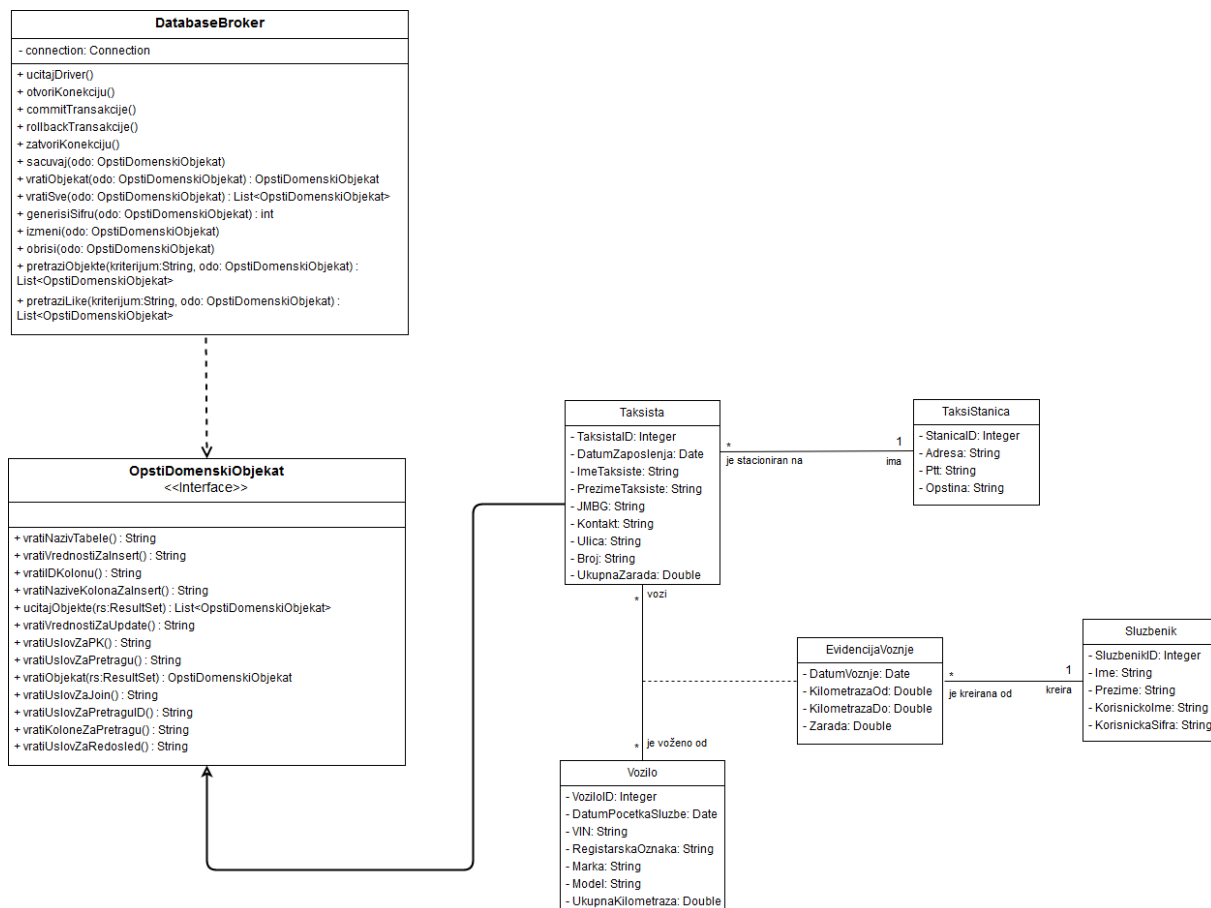 DatabaseBroker
- connection: Connection
+ ucitajDriver()
+ otvoriKonekciju()
+ commitTransakcije()
+ rollbackTransakcije()
+ zatvoriKonekciju()
+ sacuvaj(odo: OpstiDomenskiObjekat)
+ vratiObjekat(odo: OpstiDomenskiObjekat) : OpstiDomenskiObjekat
+ vratiSve(odo: OpstiDomenskiObjekat) : List<OpstiDomenskiObjekat>
+ generisiSifru(odo: OpstiDomenskiObjekat) : int
+ izmeni(odo: OpstiDomenskiObjekat)
+ obrisi(odo: OpstiDomenskiObjekat)
+ pretraziObjekte(kriterijum:String, odo: OpstiDomenskiObjekat) :
List<OpstiDomenskiObjekat>
+ pretraziLike(kriterijum:String, odo: OpstiDomenskiObjekat) :
List<OpstiDomenskiObjekat>
OpstiDomenskiObjekat
<<Interface>>
+ vratiNazivTabele() : String
+ vratiVrednostiZaInsert() : String
+ vratiIDKolonu() : String
+ vratiNaziveKolonaZaInsert() : String
+ ucitajObjekte(rs:ResultSet) : List<OpstiDomenskiObjekat>
+ vratiVrednostiZaUpdate() : String
+ vratiUslovZaPK() : String
+ vratiUslovZaPretragu() : String
+ vratiObjekat(rs:ResultSet) : OpstiDomenskiObjekat
+ vratiUslovZaJoin() : String
+ vratiUslovZaPretraguID() : String
+ vratiKoloneZaPretragu() : String
+ vratiUslovZaRedosled() : String
Taksista
- TaksistaID: Integer
- DatumZaposlenja: Date
- ImeTaksiste: String
- PrezimeTaksiste: String
- JMBG: String
- Kontakt: String
- Ulica: String
- Broj: String
- UkupnaZarada: Double
*
je stacioniran na
1
ima
TaksiStanica
- StanicaID: Integer
- Adresa: String
- Ptt: String
- Opstina: String
* vozi
EvidencijaVoznje
- DatumVoznje: Date
- KilometrazaOd: Double
- KilometrazaDo: Double
- Zarada: Double
*
je kreirana od
1
kreira
Sluzbenik
- SluzbenikID: Integer
- Ime: String
- Prezime: String
- KorisnickoIme: String
- KorisnickaSifra: String
* je voženo od
Vozilo
- VoziloID: Integer
- DatumPocetkaSluzbe: Date
- VIN: String
- RegistarskaOznaka: String
- Marka: String
- Model: String
- UkupnaKilometraza: Double